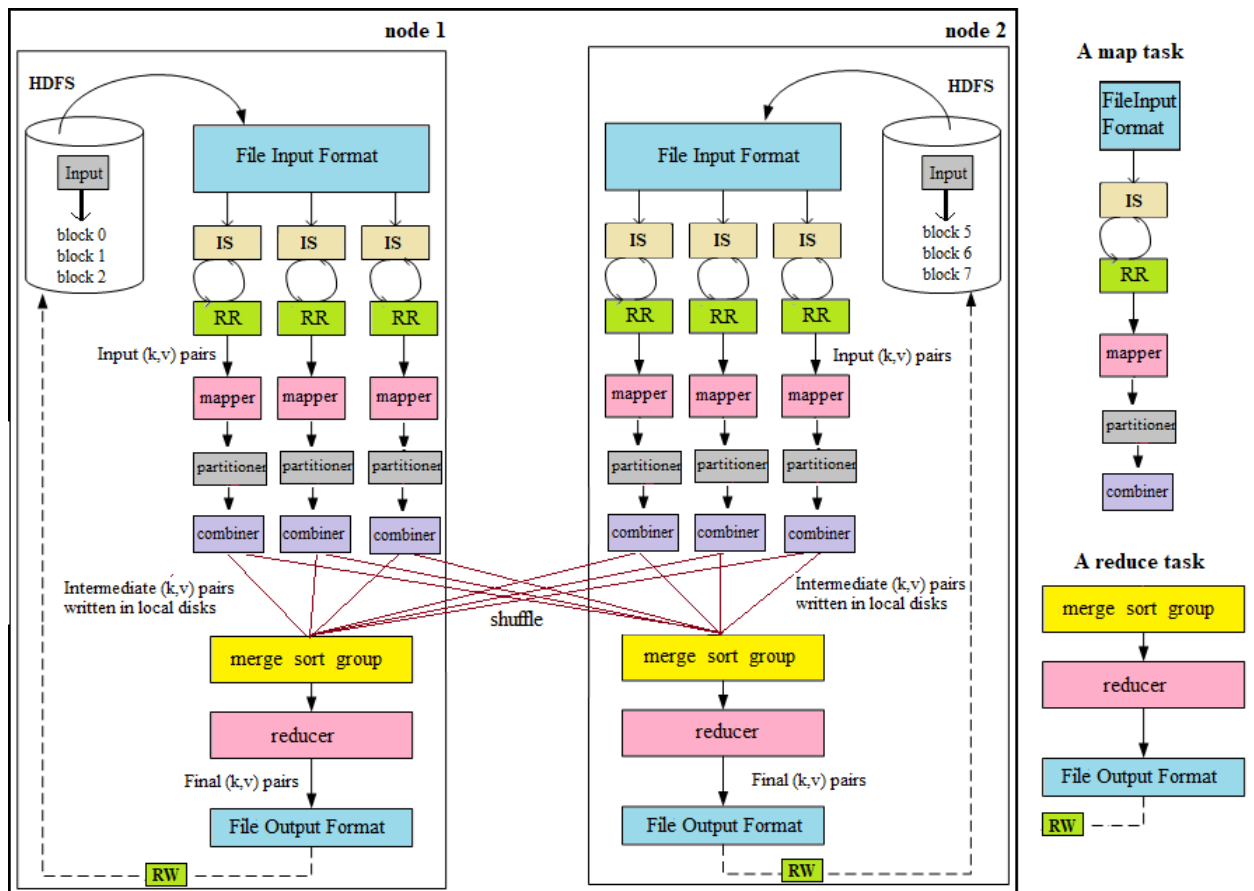 node 1
HDFS
File Input Format
Input
block 0
block 1
block 2
IS
IS
IS
RR
RR
RR
Input (k,v) pairs
mapper
mapper
mapper
partitioner
partitioner
partitioner
combiner
combiner
combiner
Intermediate (k,v) pairs
written in local disks
shuffle
merge sort group
reducer
Final (k,v) pairs
File Output Format
RW
node 2
HDFS
File Input Format
Input
block 5
block 6
block 7
IS
IS
IS
RR
RR
RR
Input (k,v) pairs
mapper
mapper
mapper
partitioner
partitioner
partitioner
combiner
combiner
combiner
Intermediate (k,v) pairs
written in local disks
merge sort group
reducer
Final (k,v) pairs
File Output Format
RW
A map task
FileInput
Format
IS
RR
mapper
partitioner
combiner
A reduce task
merge sort group
reducer
File Output Format
RW